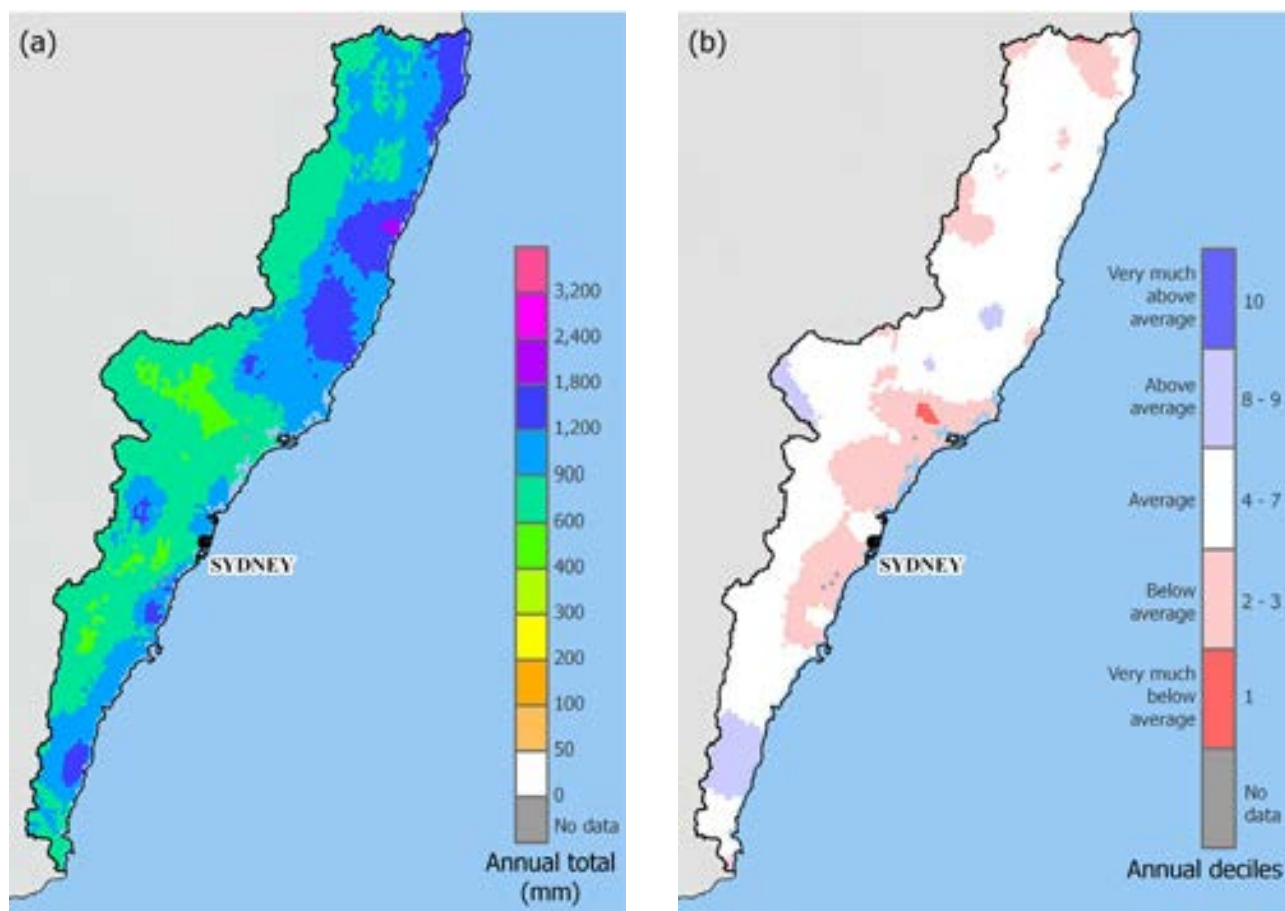 (a)
SYDNEY
3,200
2,400
1,800
1,200
900
600
400
300
200
100
50
0
No data
Annual total
(mm)
(b)
SYDNEY
Very much
above
average
10
Above
average
8 - 9
Average
4 - 7
Below
average
2 - 3
Very much
below
average
1
No
data
Annual deciles